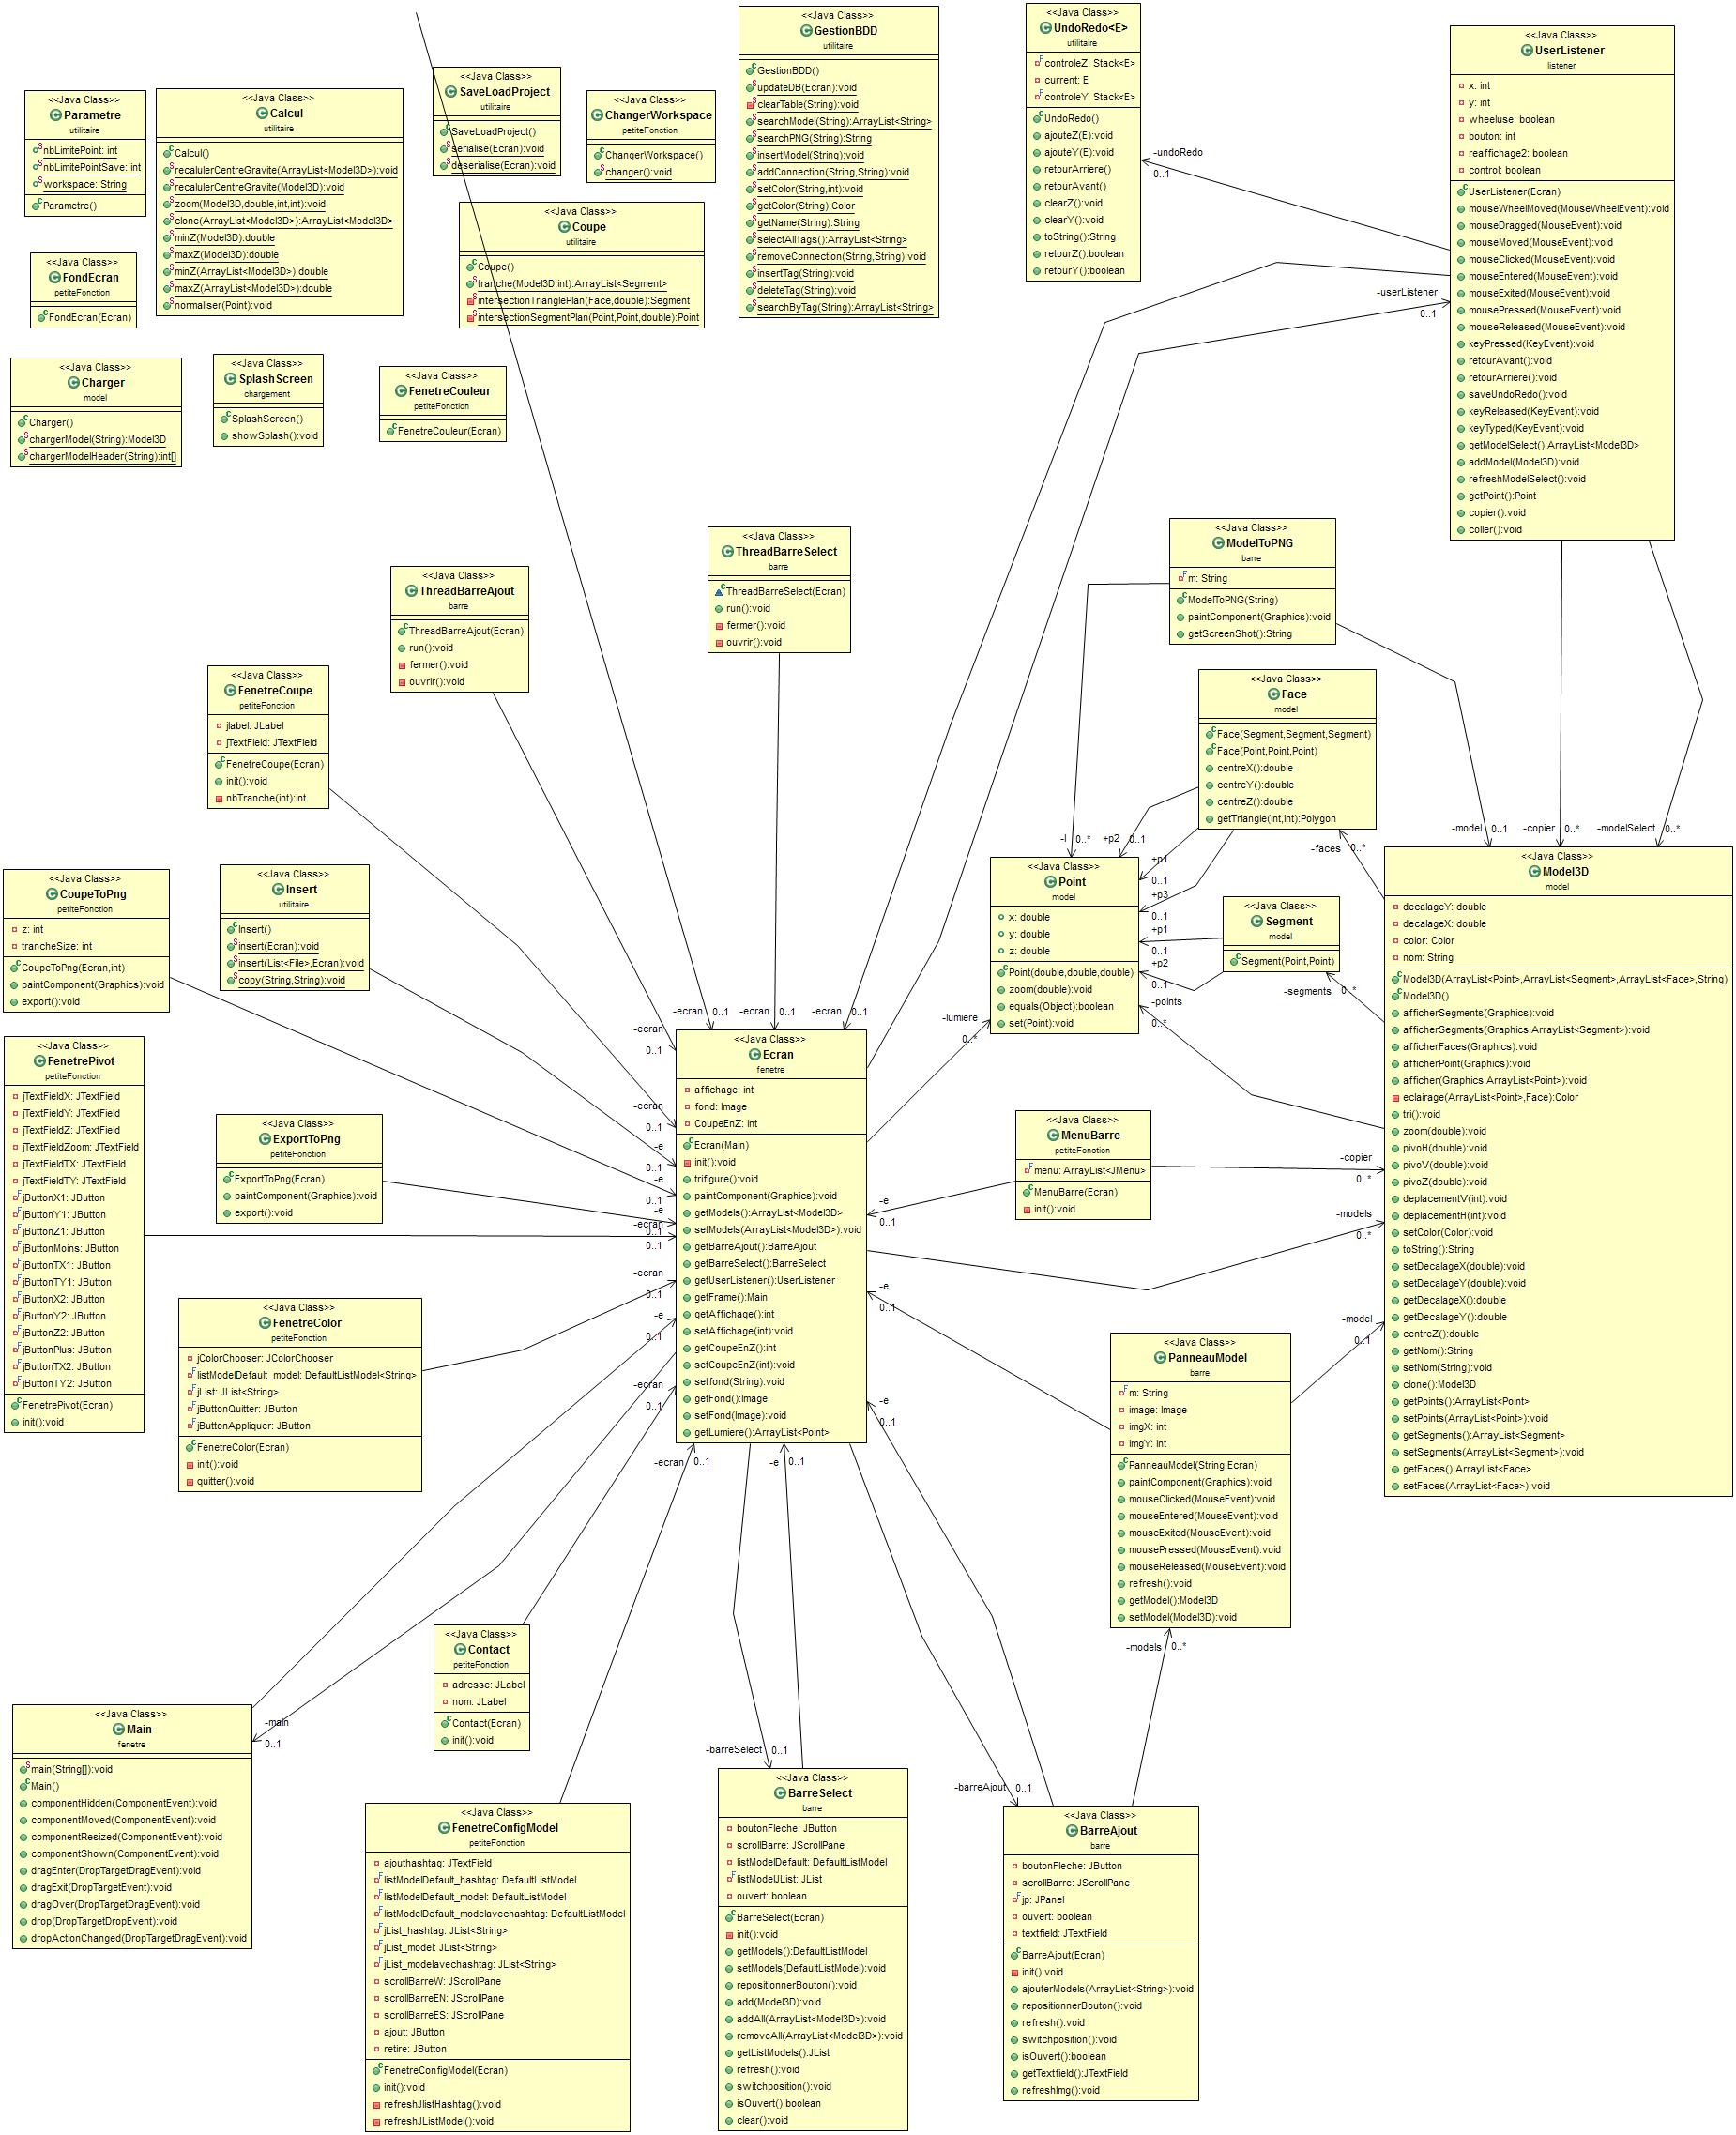 <<Java Class>>
Parametre
utilitaire
nbLimitePoint: int
nbLimitePointSave: int
workspace: String
Parametre()
<<Java Class>>
Calcul
utilitaire
Calcul()
recalulerCentreGravite(ArrayList<Model3D>):void
recalulerCentreGravite(Model3D):void
zoom(Model3D,double,int,int):void
clone(ArrayList<Model3D>):ArrayList<Model3D>
minZ(Model3D):double
maxZ(Model3D):double
minZ(ArrayList<Model3D>):double
maxZ(ArrayList<Model3D>):double
normaliser(Point):void
<<Java Class>>
SaveLoadProject
utilitaire
SaveLoadProject()
serialise(Ecran):void
deserialise(Ecran):void
<<Java Class>>
ChangerWorkspace
petiteFonction
ChangerWorkspace()
changer():void
<<Java Class>>
GestionBDD
utilitaire
GestionBDD()
updateDB(Ecran):void
clearTable(String):void
searchModel(String):ArrayList<String>
searchPNG(String):String
insertModel(String):void
addConnection(String,String):void
setColor(String,int):void
getColor(String):Color
getName(String):String
selectAllTags():ArrayList<String>
removeConnection(String,String):void
insertTag(String):void
deleteTag(String):void
searchByTag(String):ArrayList<String>
<<Java Class>>
UndoRedo<E>
utilitaire
controleZ: Stack<E>
current: E
controleY: Stack<E>
UndoRedo()
ajouteZ(E):void
ajouteY(E):void
retourArriere()
retourAvant()
clearZ():void
clearY():void
toString():String
retourZ():boolean
retourY():boolean
-undoRedo
0..1
<<Java Class>>
UserListener
listener
x: int
y: int
wheeluse: boolean
bouton: int
reaffichage2: boolean
control: boolean
UserListener(Ecran)
mouseWheelMoved(MouseWheelEvent):void
mouseDragged(MouseEvent):void
mouseMoved(MouseEvent):void
mouseClicked(MouseEvent):void
mouseEntered(MouseEvent):void
mouseExited(MouseEvent):void
mousePressed(MouseEvent):void
mouseReleased(MouseEvent):void
keyPressed(KeyEvent):void
retourAvant():void
retourArriere():void
saveUndoRedo():void
keyReleased(KeyEvent):void
keyTyped(KeyEvent):void
getModelSelect():ArrayList<Model3D>
addModel(Model3D):void
refreshModelSelect():void
getPoint():Point
copier():void
coller():void
-userListener
0..1
<<Java Class>>
Coupe
utilitaire
Coupe()
tranche(Model3D,int):ArrayList<Segment>
intersectionTrianglePlan(Face,double):Segment
intersectionSegmentPlan(Point,Point,double):Point
<<Java Class>>
FondEcran
petiteFonction
FondEcran(Ecran)
<<Java Class>>
Charger
model
Charger()
chargerModel(String):Model3D
chargerModelHeader(String):int[]
<<Java Class>>
SplashScreen
chargement
SplashScreen()
showSplash():void
<<Java Class>>
FenetreCouleur
petiteFonction
FenetreCouleur(Ecran)
<<Java Class>>
ThreadBarreSelect
barre
ThreadBarreSelect(Ecran)
run():void
fermer():void
ouvrir():void
<<Java Class>>
ThreadBarreAjout
barre
ThreadBarreAjout(Ecran)
run():void
fermer():void
ouvrir():void
<<Java Class>>
ModelToPNG
barre
m: String
ModelToPNG(String)
paintComponent(Graphics):void
getScreenShot():String
<<Java Class>>
FenetreCoupe
petiteFonction
jlabel: JLabel
jTextField: JTextField
FenetreCoupe(Ecran)
init():void
nbTranche(int):int
<<Java Class>>
Face
model
Face(Segment,Segment,Segment)
Face(Point,Point,Point)
centreX():double
centreY():double
centreZ():double
getTriangle(int,int):Polygon
-l 0..*
+p2 0..1
+p1
0..1
+p3
0..1
+p1
0..1
+p2
0..1
-points
0..*
-faces 0..*
-segments 0..*
-model 0..1
-copier 0..*
-modelSelect 0..*
<<Java Class>>
Point
model
x: double
y: double
z: double
Point(double,double,double)
zoom(double):void
equals(Object):boolean
set(Point):void
<<Java Class>>
Segment
model
Segment(Point,Point)
<<Java Class>>
Model3D
model
decalageY: double
decalageX: double
color: Color
nom: String
Model3D(ArrayList<Point>,ArrayList<Segment>,ArrayList<Face>,String)
Model3D()
afficherSegments(Graphics):void
afficherSegments(Graphics,ArrayList<Segment>):void
afficherFaces(Graphics):void
afficherPoint(Graphics):void
afficher(Graphics,ArrayList<Point>):void
eclairage(ArrayList<Point>,Face):Color
tri():void
zoom(double):void
pivoH(double):void
pivoV(double):void
pivoZ(double):void
deplacementV(int):void
deplacementH(int):void
setColor(Color):void
toString():String
setDecalageX(double):void
setDecalageY(double):void
getDecalageX():double
getDecalageY():double
centreZ():double
getNom():String
setNom(String):void
clone():Model3D
getPoints():ArrayList<Point>
setPoints(ArrayList<Point>):void
getSegments():ArrayList<Segment>
setSegments(ArrayList<Segment>):void
getFaces():ArrayList<Face>
setFaces(ArrayList<Face>):void
<<Java Class>>
CoupeToPng
petiteFonction
z: int
trancheSize: int
CoupeToPng(Ecran,int)
paintComponent(Graphics):void
export():void
<<Java Class>>
Insert
utilitaire
Insert()
insert(Ecran):void
insert(List<File>,Ecran):void
copy(String,String):void
<<Java Class>>
FenetrePivot
petiteFonction
jTextFieldX: JTextField
jTextFieldY: JTextField
jTextFieldZ: JTextField
jTextFieldZoom: JTextField
jTextFieldTX: JTextField
jTextFieldTY: JTextField
jButtonX1: JButton
jButtonY1: JButton
jButtonZ1: JButton
jButtonMoins: JButton
jButtonTX1: JButton
jButtonTY1: JButton
jButtonX2: JButton
jButtonY2: JButton
jButtonZ2: JButton
jButtonPlus: JButton
jButtonTX2: JButton
jButtonTY2: JButton
FenetrePivot(Ecran)
init():void
<<Java Class>>
ExportToPng
petiteFonction
ExportToPng(Ecran)
paintComponent(Graphics):void
export():void
<<Java Class>>
FenetreColor
petiteFonction
jColorChooser: JColorChooser
listModelDefault_model: DefaultListModel<String>
jList: JList<String>
jButtonQuitter: JButton
jButtonAppliquer: JButton
FenetreColor(Ecran)
init():void
quitter():void
-ecran 0..1
-ecran 0..1
-ecran 0..1
-ecran
0..1
-ecran
0..1
-e
0..1
-e
0..1
-e
0..1
-ecran
0..1
-ecran
0..1
-e
0..1
-ecran
0..1
-ecran 0..1
-e 0..1
<<Java Class>>
Ecran
fenetre
affichage: int
fond: Image
CoupeEnZ: int
Ecran(Main)
init():void
trifigure():void
paintComponent(Graphics):void
getModels():ArrayList<Model3D>
setModels(ArrayList<Model3D>):void
getBarreAjout():BarreAjout
getBarreSelect():BarreSelect
getUserListener():UserListener
getFrame():Main
getAffichage():int
setAffichage(int):void
getCoupeEnZ():int
setCoupeEnZ(int):void
setfond(String):void
getFond():Image
setFond(Image):void
getLumiere():ArrayList<Point>
-lumiere
0..*
<<Java Class>>
MenuBarre
petiteFonction
menu: ArrayList<JMenu>
MenuBarre(Ecran)
init():void
-copier
0..*
-e
0..1
-models
0..*
-e
0..1
-model
0..1
-e
0..1
<<Java Class>>
PanneauModel
barre
m: String
image: Image
imgX: int
imgY: int
PanneauModel(String,Ecran)
paintComponent(Graphics):void
mouseClicked(MouseEvent):void
mouseEntered(MouseEvent):void
mouseExited(MouseEvent):void
mousePressed(MouseEvent):void
mouseReleased(MouseEvent):void
refresh():void
getModel():Model3D
setModel(Model3D):void
-models 0..*
<<Java Class>>
Contact
petiteFonction
adresse: JLabel
nom: JLabel
Contact(Ecran)
init():void
<<Java Class>>
Main
fenetre
main(String[]):void
Main()
componentHidden(ComponentEvent):void
componentMoved(ComponentEvent):void
componentResized(ComponentEvent):void
componentShown(ComponentEvent):void
dragEnter(DropTargetDragEvent):void
dragExit(DropTargetEvent):void
dragOver(DropTargetDragEvent):void
drop(DropTargetDropEvent):void
dropActionChanged(DropTargetDragEvent):void
-main
0..1
<<Java Class>>
FenetreConfigModel
petiteFonction
ajouthashtag: JTextField
listModelDefault_hashtag: DefaultListModel
listModelDefault_model: DefaultListModel
listModelDefault_modelavechashtag: DefaultListModel
jList_hashtag: JList<String>
jList_model: JList<String>
jList_modelavechashtag: JList<String>
scrollBarreW: JScrollPane
scrollBarreEN: JScrollPane
scrollBarreES: JScrollPane
ajout: JButton
retire: JButton
FenetreConfigModel(Ecran)
init():void
refreshJlistHashtag():void
refreshJListModel():void
-barreSelect 0..1
<<Java Class>>
BarreSelect
barre
boutonFleche: JButton
scrollBarre: JScrollPane
listModelDefault: DefaultListModel
listModelJList: JList
ouvert: boolean
BarreSelect(Ecran)
init():void
getModels():DefaultListModel
setModels(DefaultListModel):void
repositionnerBouton():void
add(Model3D):void
addAll(ArrayList<Model3D>):void
removeAll(ArrayList<Model3D>):void
getListModels():JList
refresh():void
switchposition():void
isOuvert():boolean
clear():void
-barreAjout 0..1
<<Java Class>>
BarreAjout
barre
boutonFleche: JButton
scrollBarre: JScrollPane
jp: JPanel
ouvert: boolean
textfield: JTextField
BarreAjout(Ecran)
init():void
ajouterModels(ArrayList<String>):void
repositionnerBouton():void
refresh():void
switchposition():void
isOuvert():boolean
getTextfield():JTextField
refreshImg():void